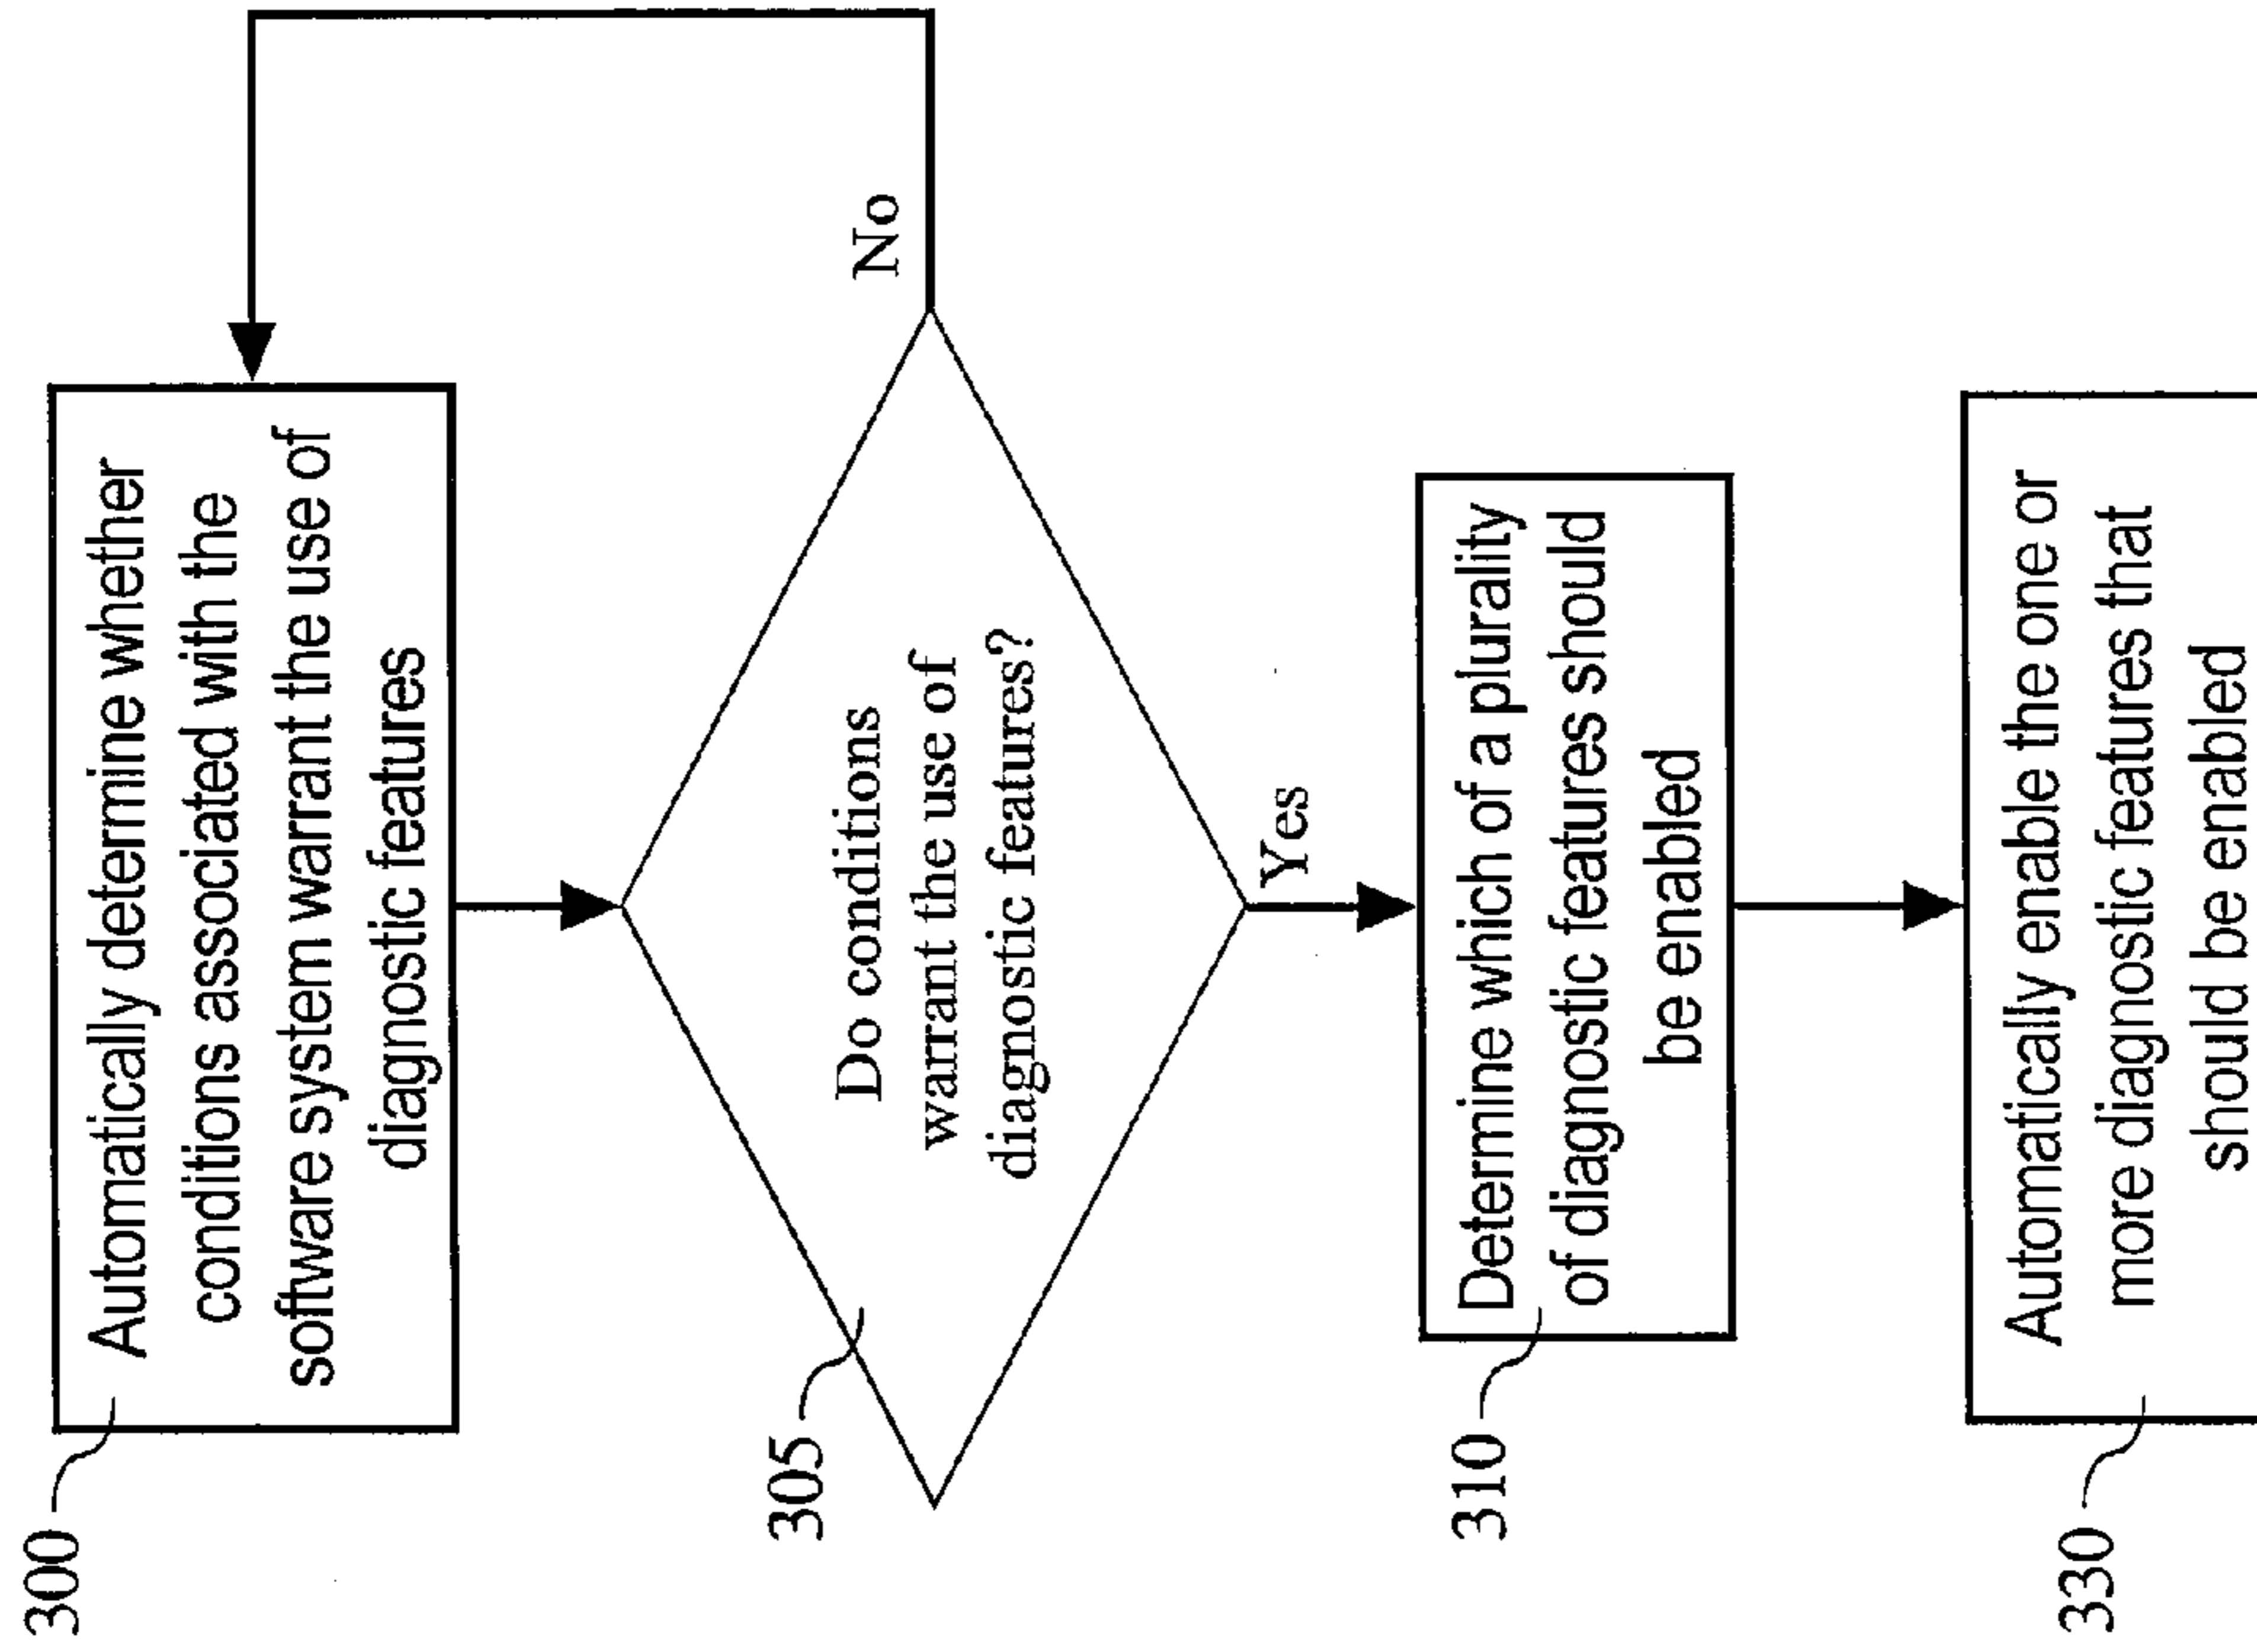 300
Automatically determine whether
conditions associated with the
software system warrant the use of
diagnostic features
305
Do conditions
warrant the use of
diagnostic features?
No
Yes
310
Determine which of a plurality
of diagnostic features should
be enabled
330
Automatically enable the one or
more diagnostic features that
should be enabled